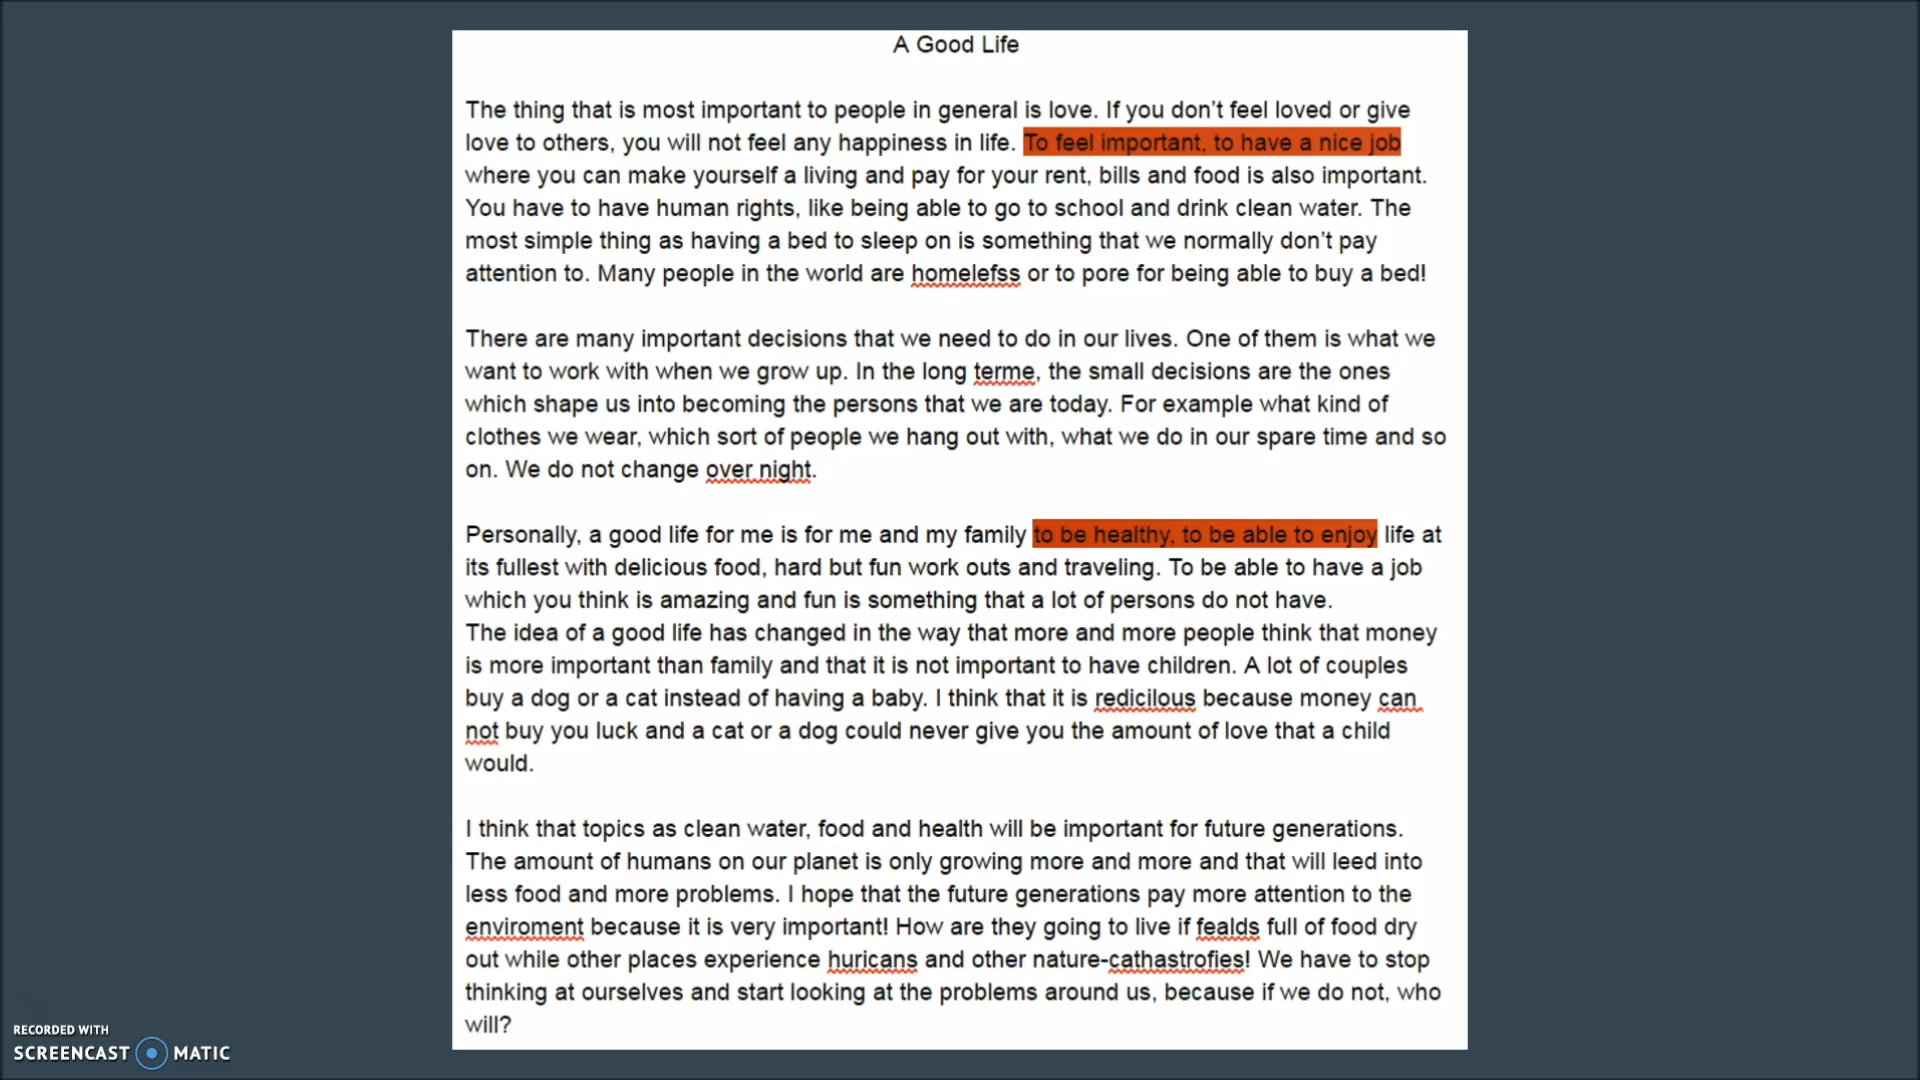 A Good Life
The thing that is most important to people in general is love. If you don't feel loved or give
love to others, you will not feel any happiness in life. To feel important, to have a nice job
where you can make yourself a living and pay for your rent, bills and food is also important.
You have to have human rights, like being able to go to school and drink clean water. The
most simple thing as having a bed to sleep on is something that we normally don't pay
attention to. Many people in the world are homelefss or to pore for being able to buy a bed!
There are many important decisions that we need to do in our lives. One of them is what we
want to work with when we grow up. In the long terme, the small decisions are the ones
which shape us into becoming the persons that we are today. For example what kind of
clothes we wear, which sort of people we hang out with, what we do in our spare time and so
on. We do not change over night.
Personally, a good life for me is for me and my family to be healthy, to be able to enjoy life at
its fullest with delicious food, hard but fun work outs and traveling. To be able to have a job
which you think is amazing and fun is something that a lot of persons do not have.
The idea of a good life has changed in the way that more and more people think that money
is more important than family and that it is not important to have children. A lot of couples
buy a dog or a cat instead of having a baby. I think that it is redicilous because money can
not buy you luck and a cat or a dog could never give you the amount of love that a child
would.
I think that topics as clean water, food and health will be important for future generations.
The amount of humans on our planet is only growing more and more and that will leed into
less food and more problems. I hope that the future generations pay more attention to the
enviroment because it is very important! How are they going to live if fealds full of food dry
out while other places experience huricans and other nature-cathastrofies! We have to stop
thinking at ourselves and start looking at the problems around us, because if we do not, who
will?
RECORDED WITH
SCREENCAST MATIC